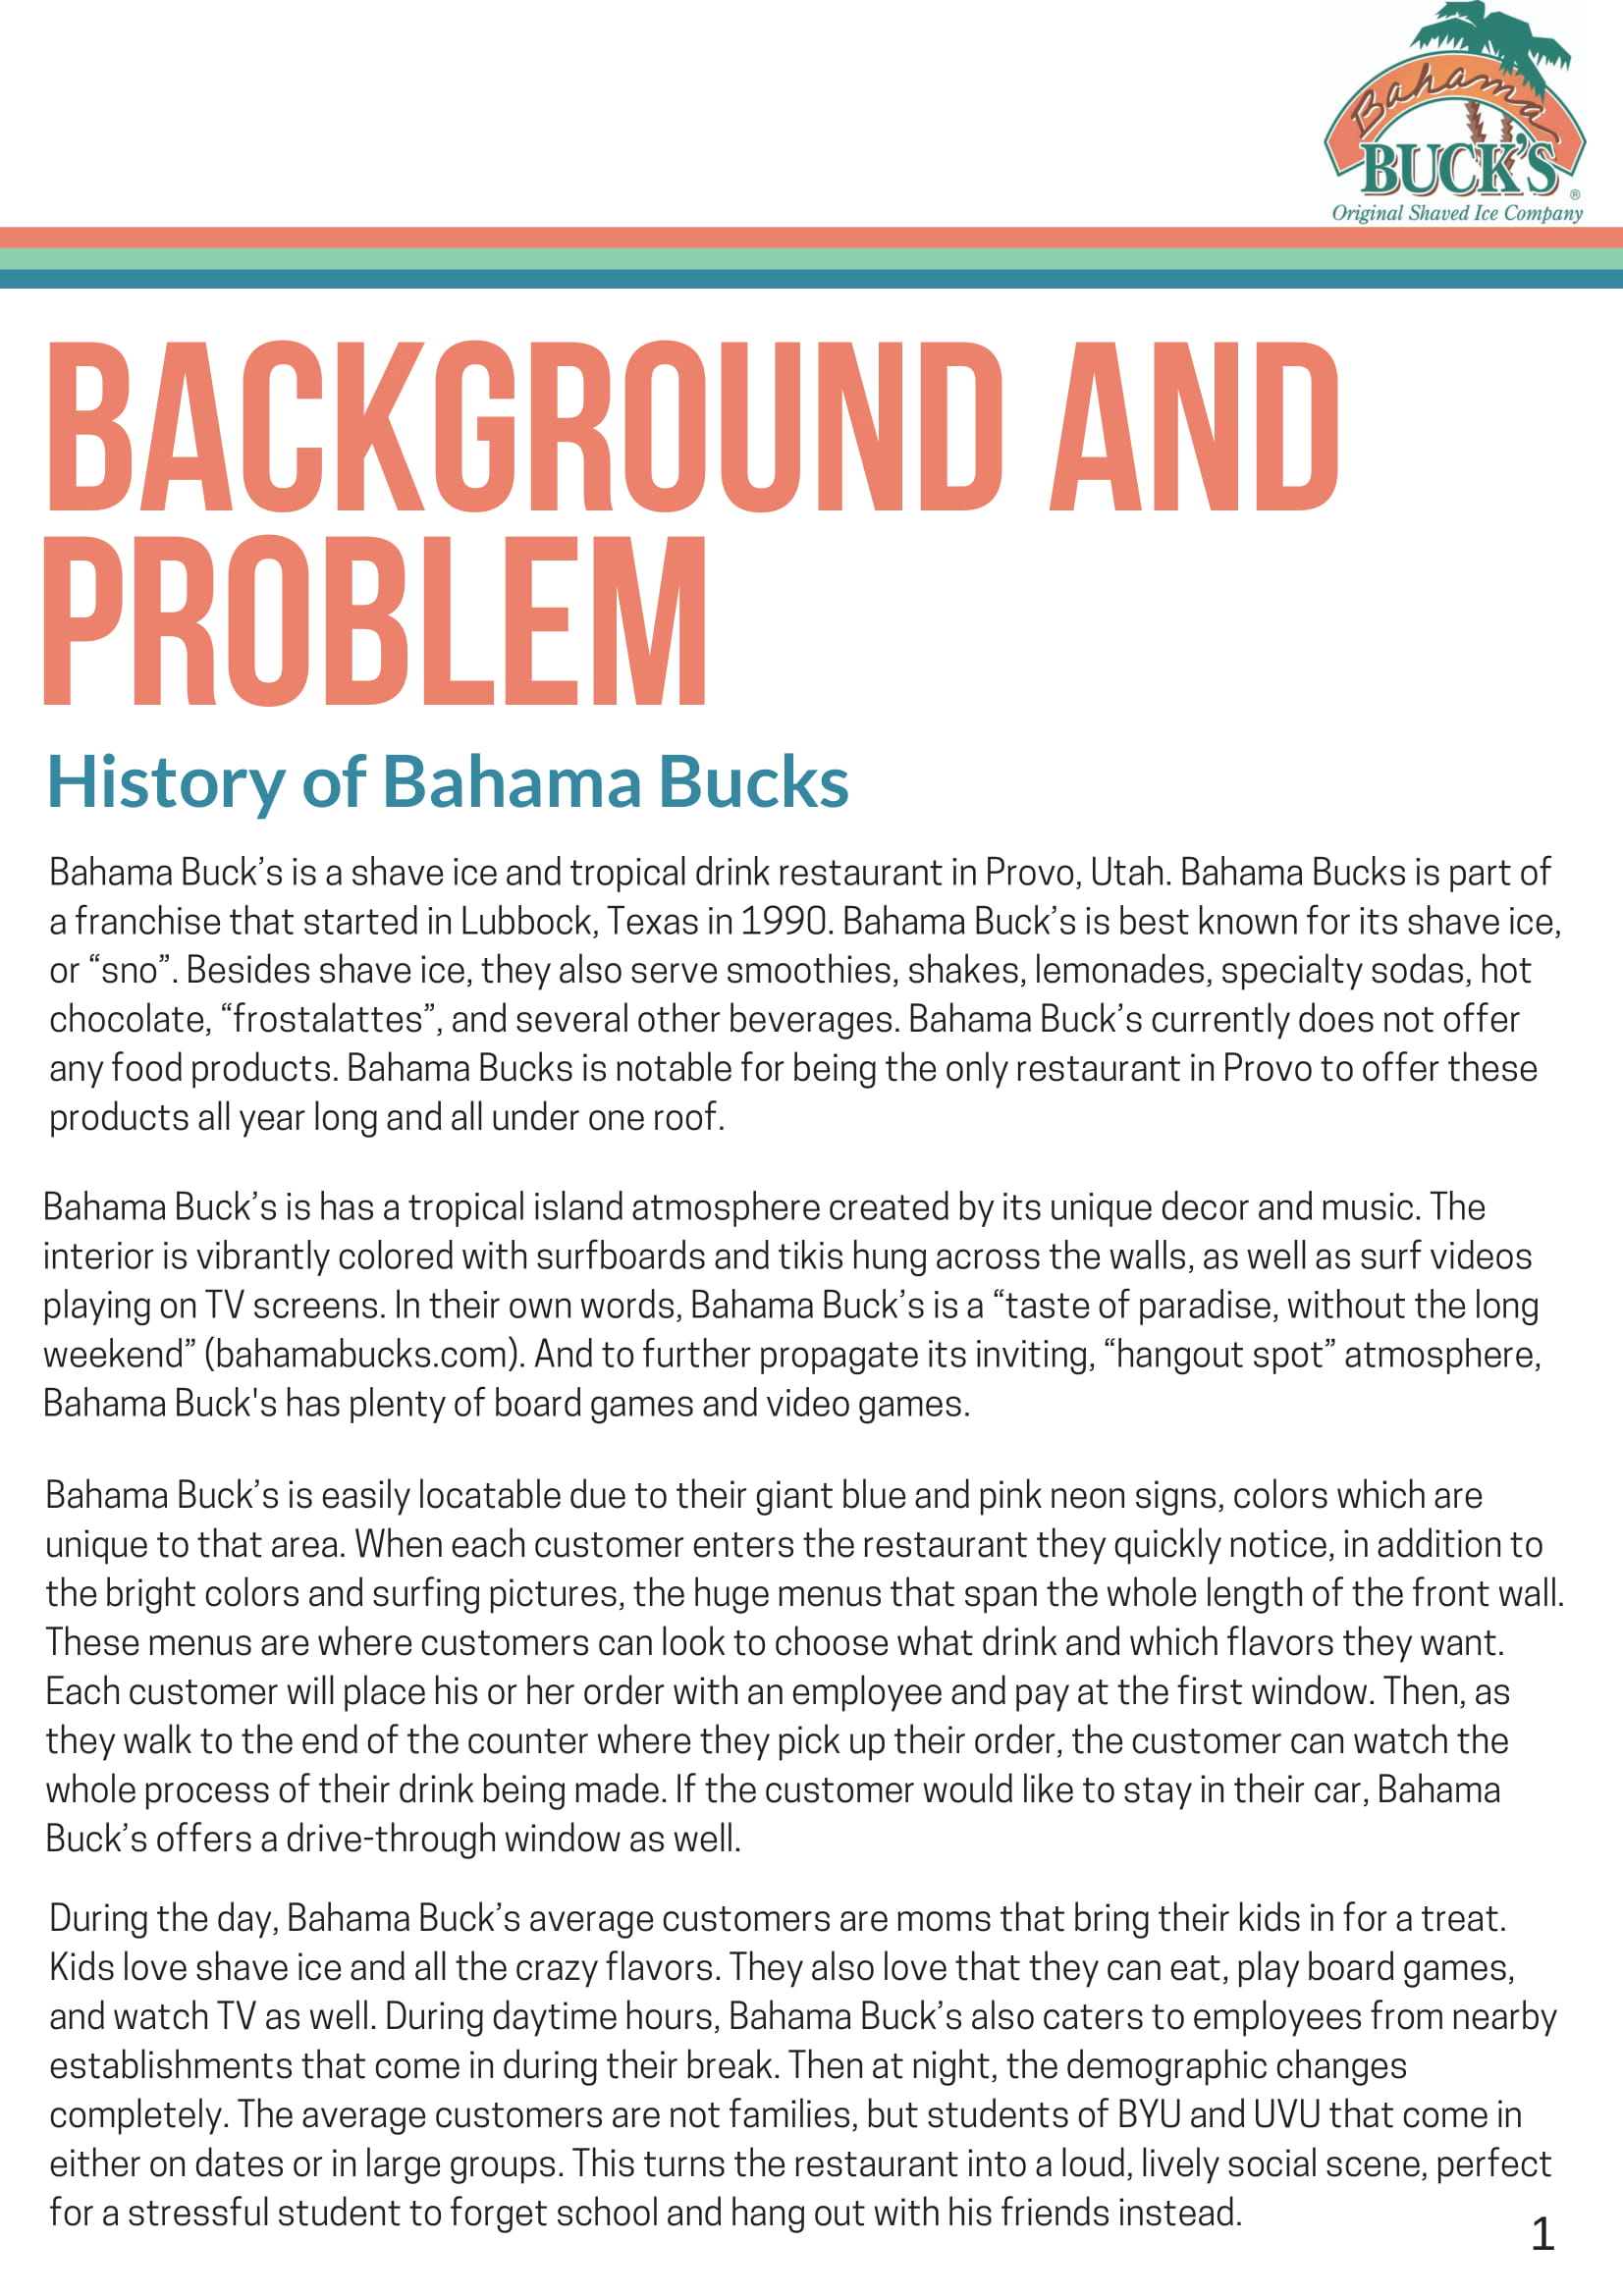 Bahama
BUCK'S
®
Original Shaved Ice Company
BACKGROUND AND
PROBLEM
History of Bahama Bucks
Bahama Buck’s is a shave ice and tropical drink restaurant in Provo, Utah. Bahama Bucks is part of
a franchise that started in Lubbock, Texas in 1990. Bahama Buck’s is best known for its shave ice,
or “sno”. Besides shave ice, they also serve smoothies, shakes, lemonades, specialty sodas, hot
chocolate, “frostalattes”, and several other beverages. Bahama Buck’s currently does not offer
any food products. Bahama Bucks is notable for being the only restaurant in Provo to offer these
products all year long and all under one roof.
Bahama Buck’s is has a tropical island atmosphere created by its unique decor and music. The
interior is vibrantly colored with surfboards and tikis hung across the walls, as well as surf videos
playing on TV screens. In their own words, Bahama Buck’s is a “taste of paradise, without the long
weekend” (bahamabucks.com). And to further propagate its inviting, “hangout spot” atmosphere,
Bahama Buck's has plenty of board games and video games.
Bahama Buck’s is easily locatable due to their giant blue and pink neon signs, colors which are
unique to that area. When each customer enters the restaurant they quickly notice, in addition to
the bright colors and surfing pictures, the huge menus that span the whole length of the front wall.
These menus are where customers can look to choose what drink and which flavors they want.
Each customer will place his or her order with an employee and pay at the first window. Then, as
they walk to the end of the counter where they pick up their order, the customer can watch the
whole process of their drink being made. If the customer would like to stay in their car, Bahama
Buck’s offers a drive-through window as well.
During the day, Bahama Buck’s average customers are moms that bring their kids in for a treat.
Kids love shave ice and all the crazy flavors. They also love that they can eat, play board games,
and watch TV as well. During daytime hours, Bahama Buck’s also caters to employees from nearby
establishments that come in during their break. Then at night, the demographic changes
completely. The average customers are not families, but students of BYU and UVU that come in
either on dates or in large groups. This turns the restaurant into a loud, lively social scene, perfect
for a stressful student to forget school and hang out with his friends instead.
1